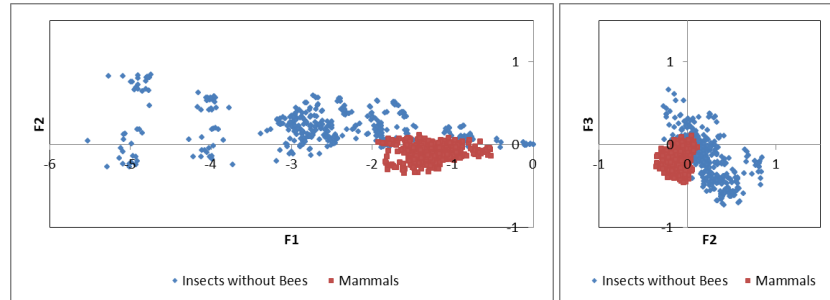 F2
1
0
-6 -5 -4 -3 -2 -1 0
-1
F1
Insects without Bees Mammals
F3
1
0
-1 0 1
-1
F2
Insects without Bees Mammals